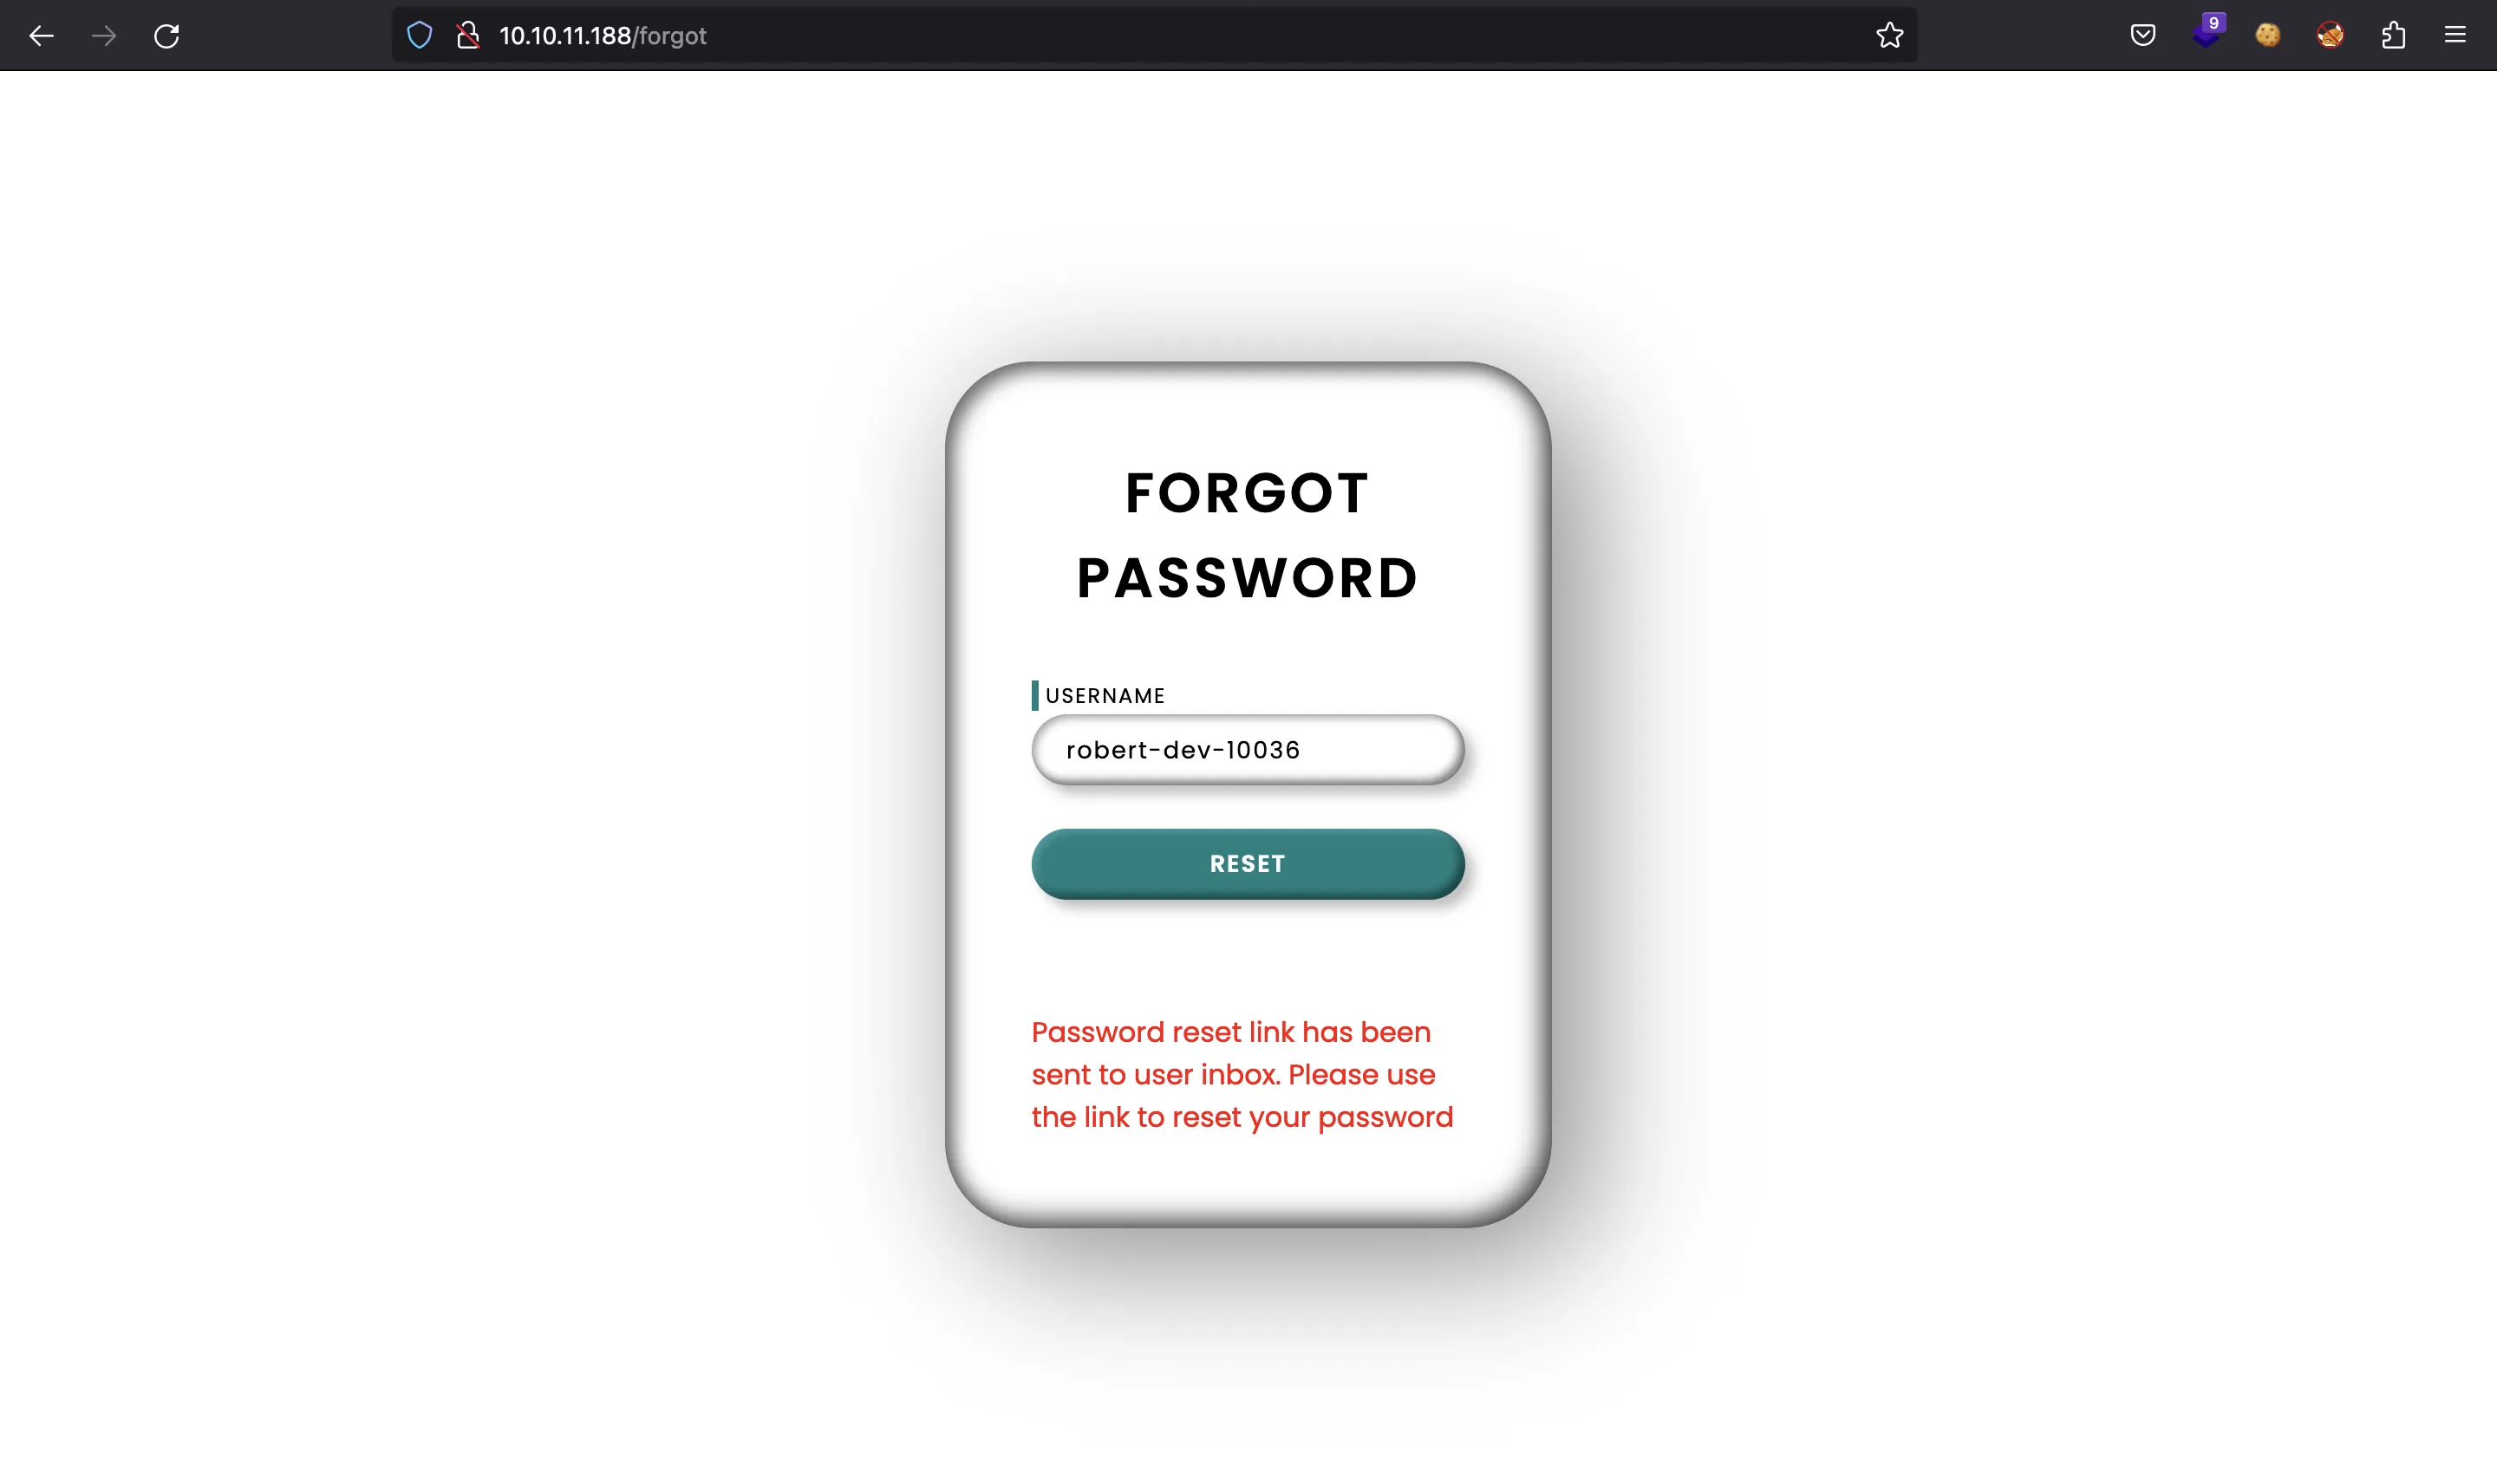 10.10.11.188/forgot
9
FORGOT
PASSWORD
USERNAME
robert-dev-10036
RESET
Password reset link has been
sent to user inbox. Please use
the link to reset your password